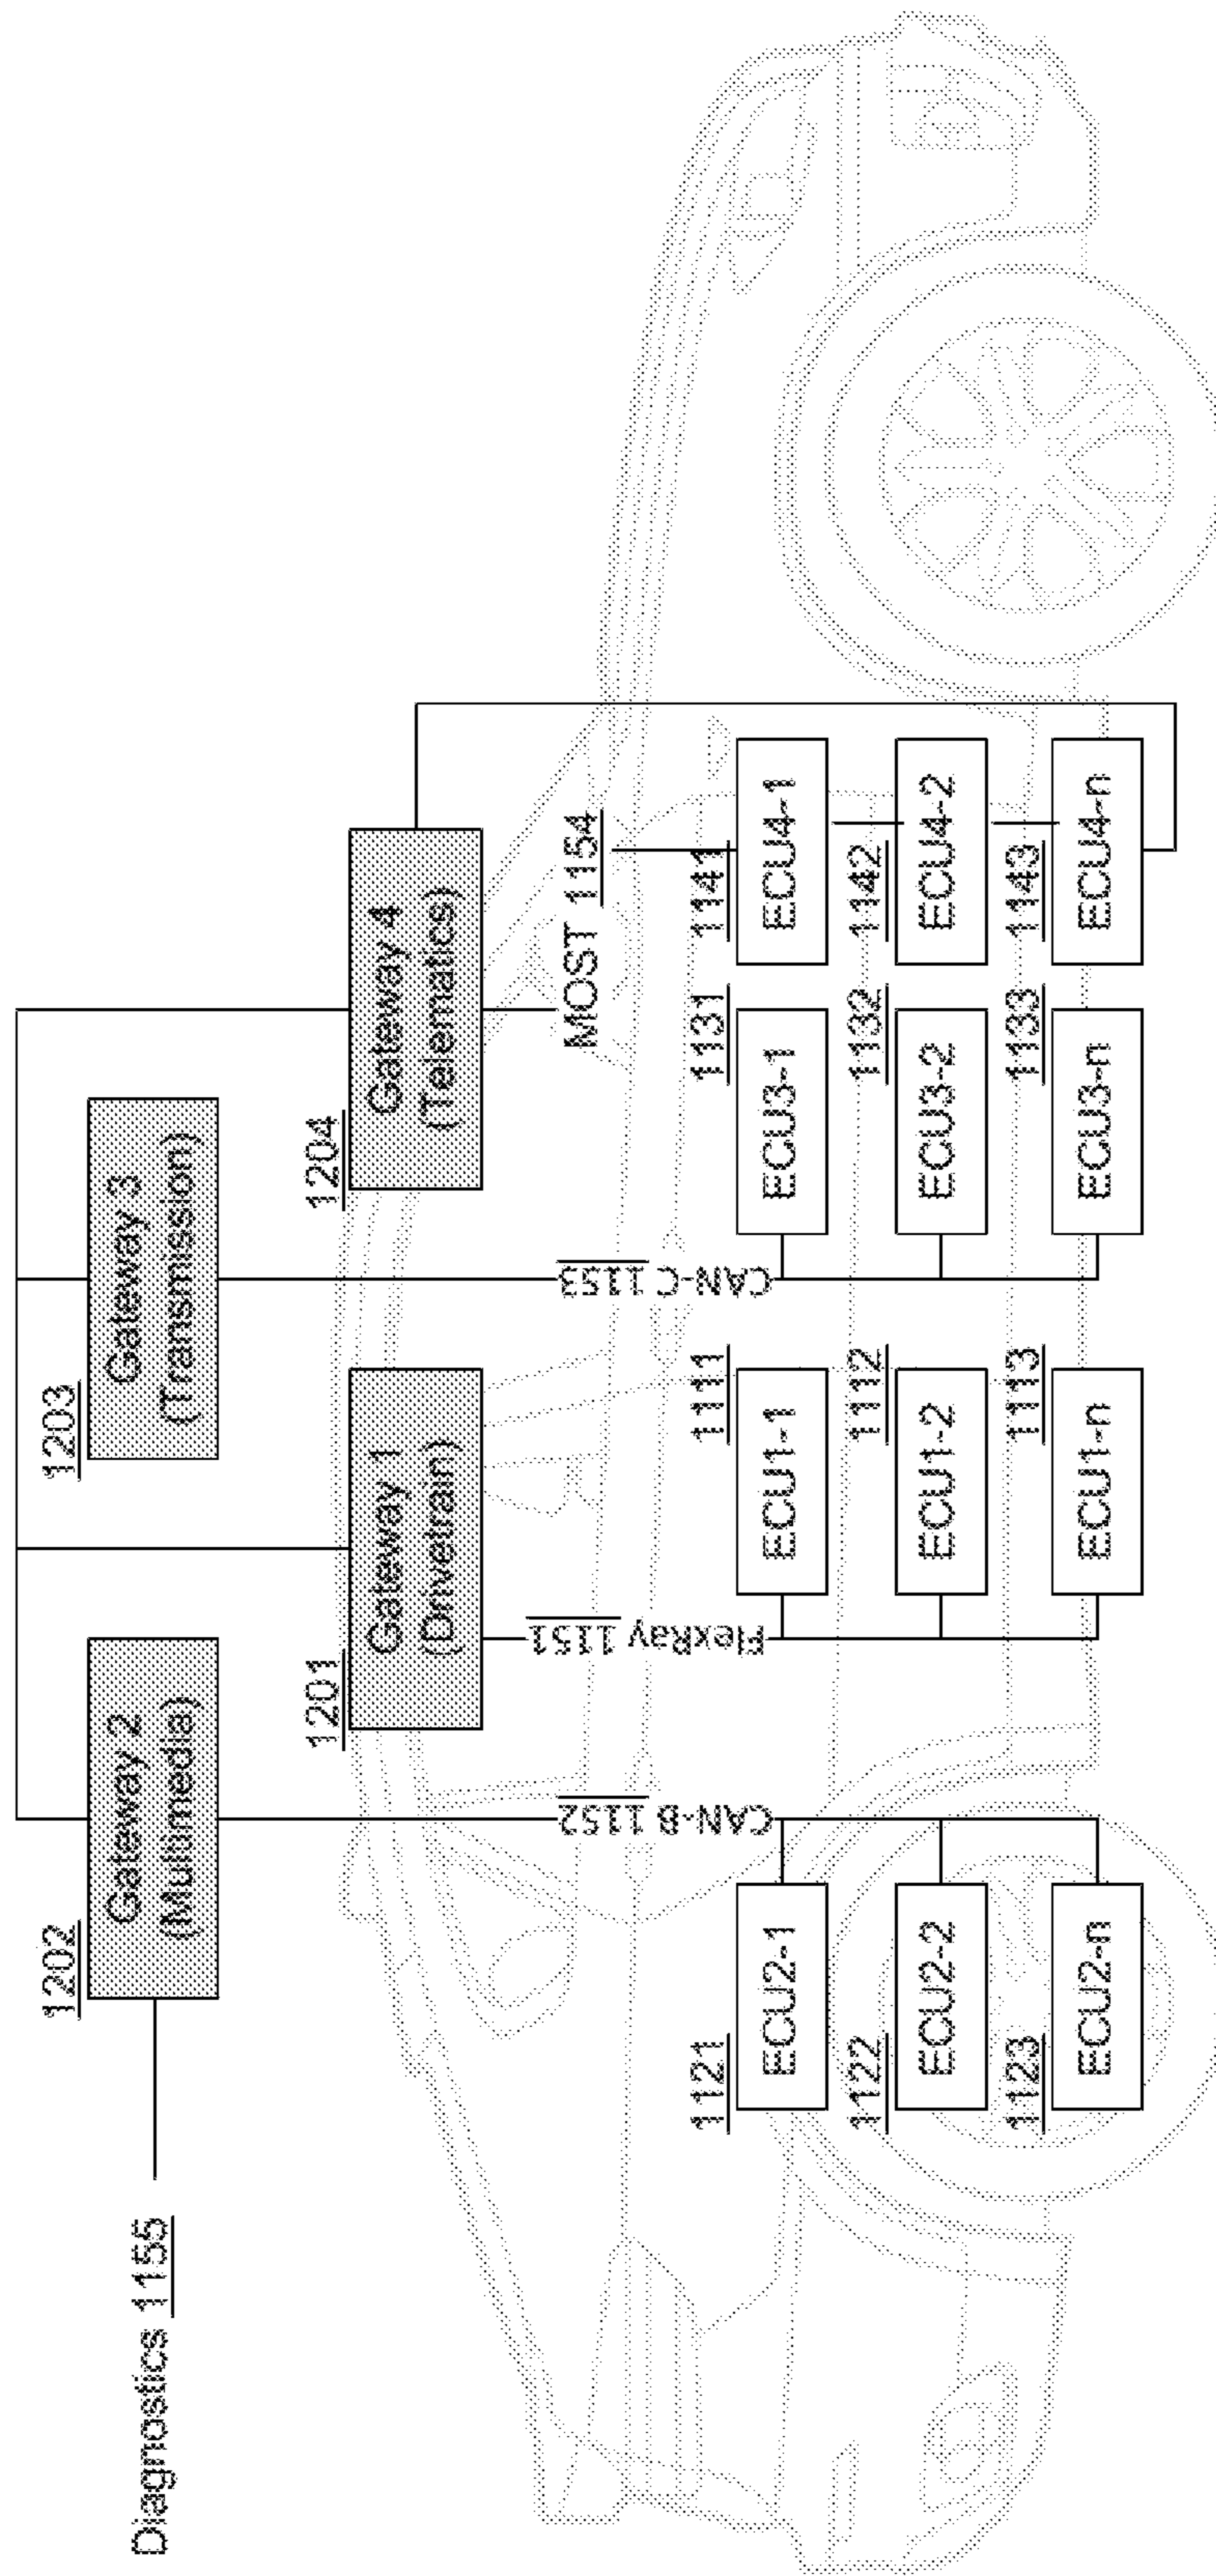 Diagnostics 1155
1202
Gateway 2
(Multimedia)
1203
Gateway 3
(Transmission)
1201
Gateway 1
(Drivetrain)
1204
Gateway 4
(Telematics)
CAN-B 1152
FlexRay 1151
CAN-C 1153
MOST 1154
1121
ECU2-1
1111
ECU1-1
1131
ECU3-1
1141
ECU4-1
1122
ECU2-2
1112
ECU1-2
1132
ECU3-2
1142
ECU4-2
1123
ECU2-n
1113
ECU1-n
1133
ECU3-n
1143
ECU4-n